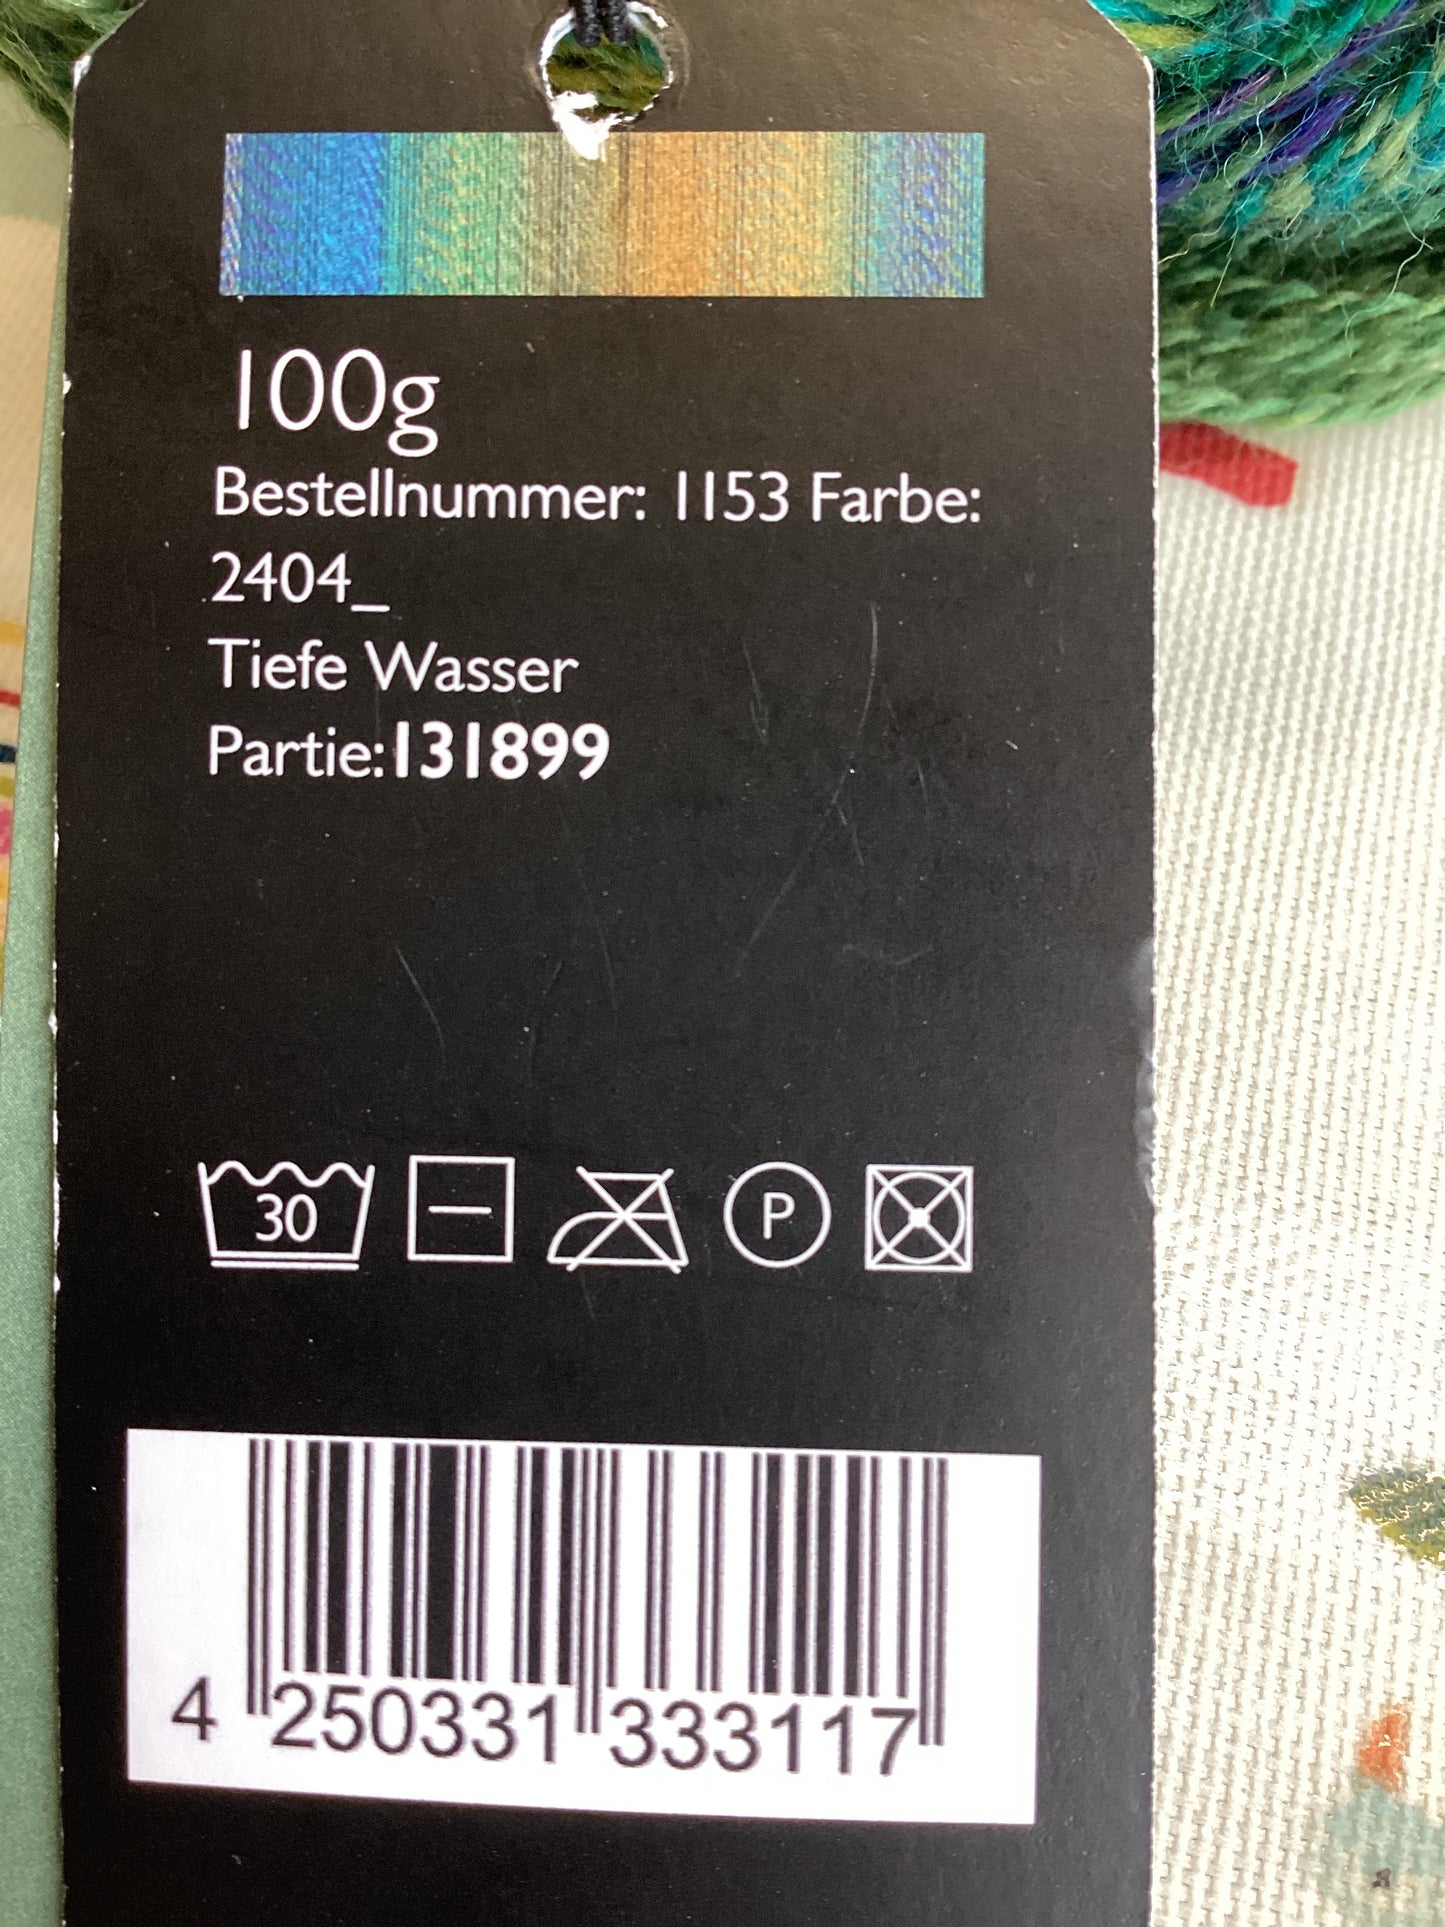 100g
Bestellnummer: 1153 Farbe:
2404_
Tiefe Wasser
Partie:131899
30 P
4 250331 333117